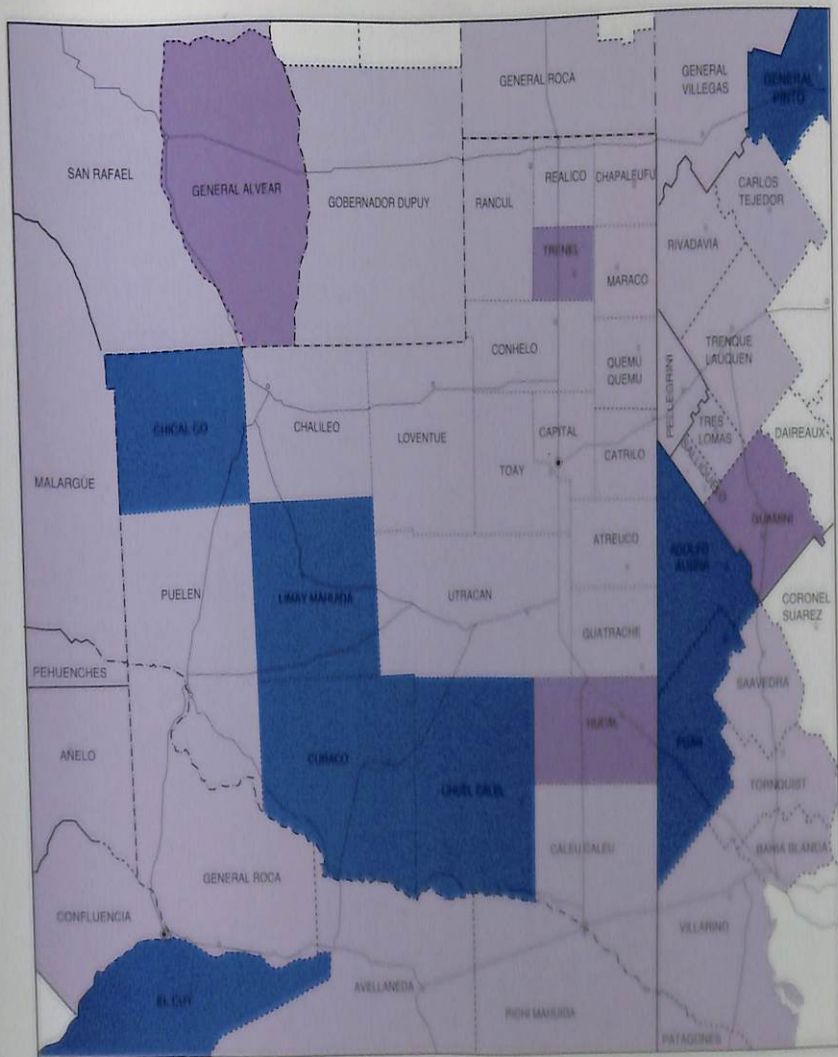 GENERAL ROCA
GENERAL
VILLEGAS
GENERAL
PINTO
SAN RAFAEL
GENERAL ALVEAR
GOBERNADOR DUPUY
RANCUL
REALICO
CHAPALEUFU
CARLOS
TEJEDOR
RIVADAVIA
TRENEL
MARACO
CONHELO
QUEMU
QUEMU
PELLEGRINI
TRENQUE
LAUQUEN
CHICAL CO
CHALILEO
LOVENTUE
TOAY
CAPITAL
CATRILO
TRES
LOMAS
SALLIQUELO
DAIREAUX
MALARGÜE
GUAMINI
ATREUCO
ADOLFO
ALSINA
PUELEN
LIMAY MAHUIDA
UTRACAN
CORONEL
SUAREZ
GUATRACHE
PEHUENCHES
SAAVEDRA
AÑELO
CURACO
LIHUEL CALEL
HUCAL
PUAN
TORNQUIST
CALEU CALEU
BAHIA BLANCA
GENERAL ROCA
CONFLUENCIA
VILLARINO
EL CUY
AVELLANEDA
PICHI MAHUIDA
PATAGONES